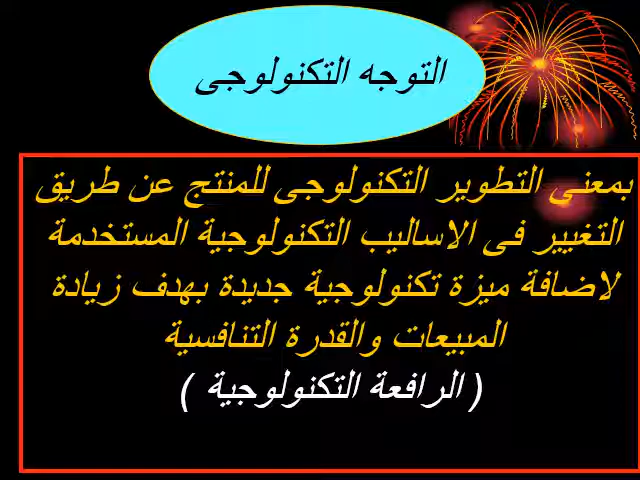 التوجه التكنولوجى
بمعنى التطوير التكنولوجى للمنتج عن طريق
التغيير فى الاساليب التكنولوجية المستخدمة
لاضافة ميزة تكنولوجية جديدة بهدف زيادة
المبيعات والقدرة التنافسية
( الرافعة التكنولوجية )